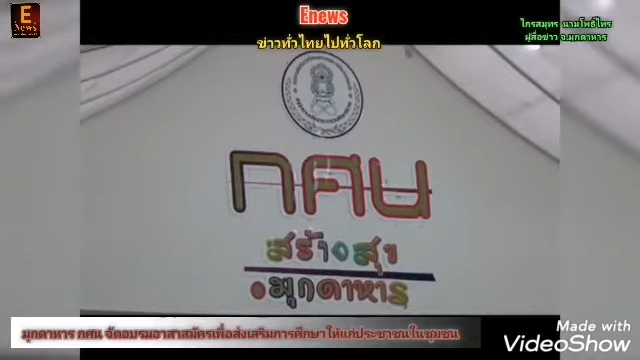 E
News
Enews
ข่าวทั่วไทยไปทั่วโลก
ไกรสมุทร นามโพธิ์ไทร
ผู้สื่อข่าว จ.มุกดาหาร
กศน
สร้างสุข
มุกดาหาร
มุกดาหาร กศน จัดอบรมอาสาสมัครเพื่อส่งเสริมการศึกษา ให้แก่ประชาชนในชุมชน
Made with
VideoShow